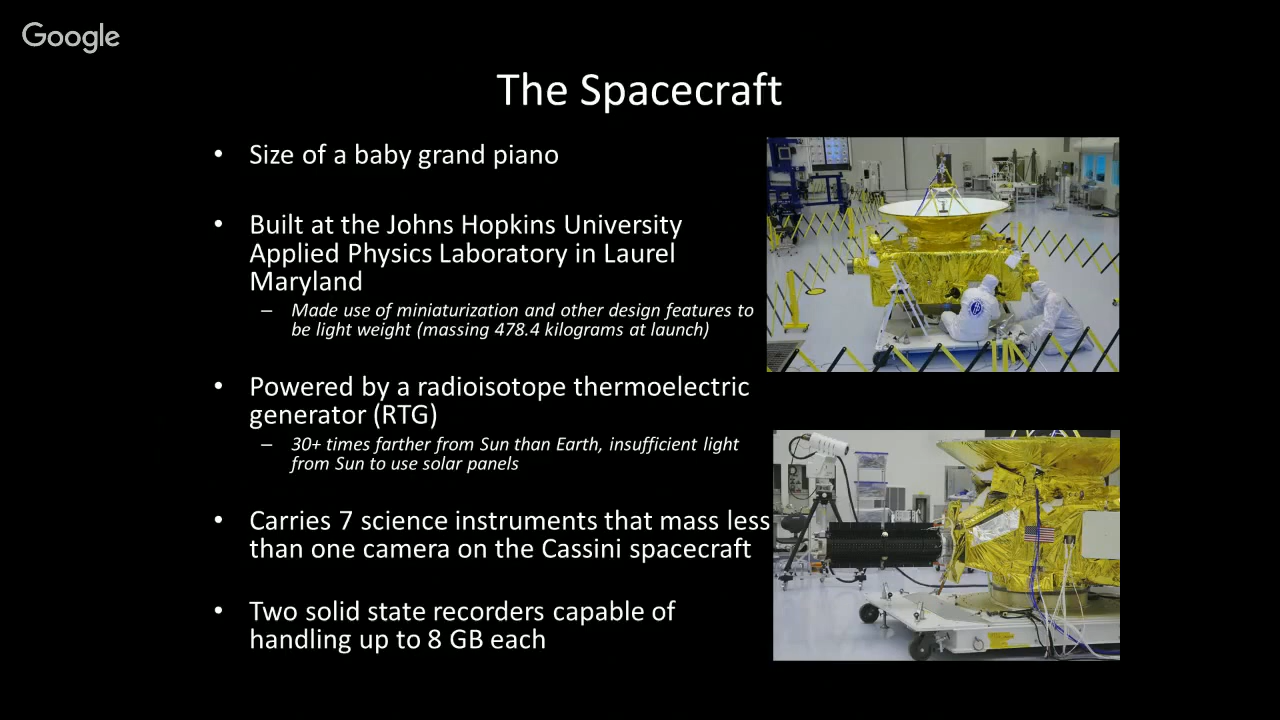 Google
The Spacecraft
• Size of a baby grand piano
• Built at the Johns Hopkins University
Applied Physics Laboratory in Laurel
Maryland
– Made use of miniaturization and other design features to
be light weight (massing 478.4 kilograms at launch)
• Powered by a radioisotope thermoelectric
generator (RTG)
– 30+ times farther from Sun than Earth, insufficient light
from Sun to use solar panels
• Carries 7 science instruments that mass less
than one camera on the Cassini spacecraft
• Two solid state recorders capable of
handling up to 8 GB each